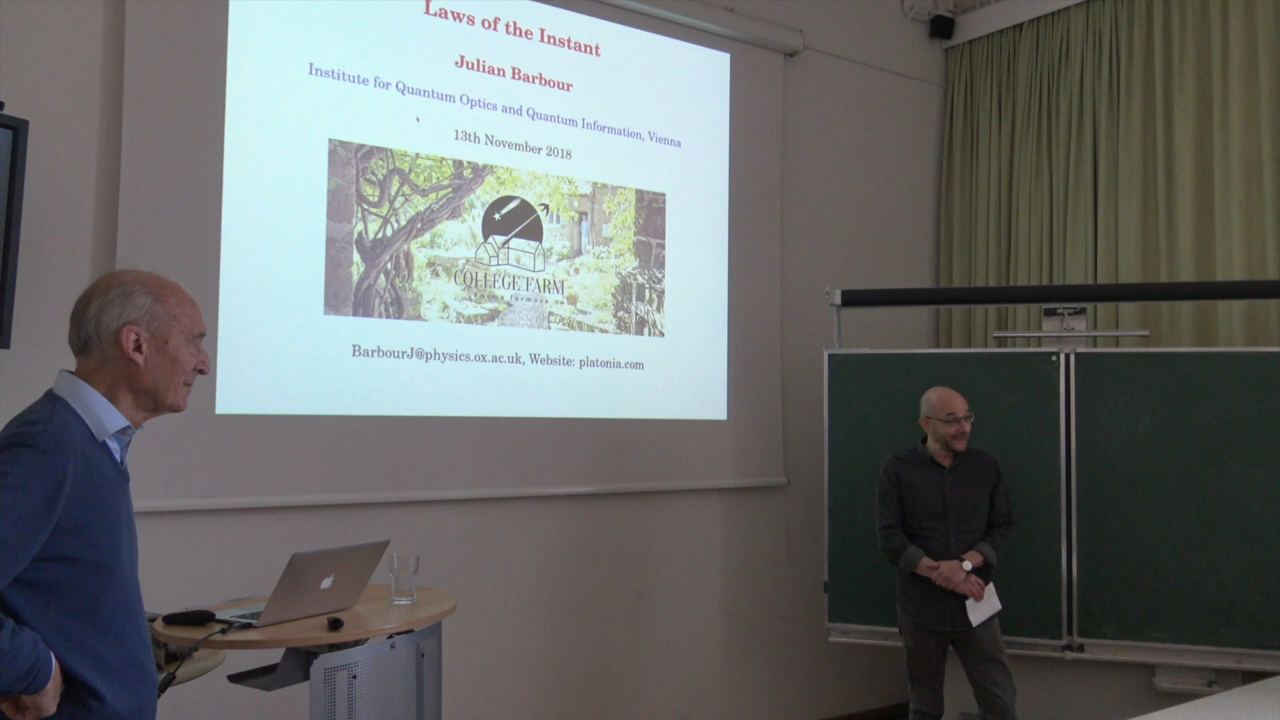 Laws of the Instant
Julian Barbour
Institute for Quantum Optics and Quantum Information, Vienna
13th November 2018
COLLEGE FARM
BarbourJ@physics.ox.ac.uk, Website: platonia.com